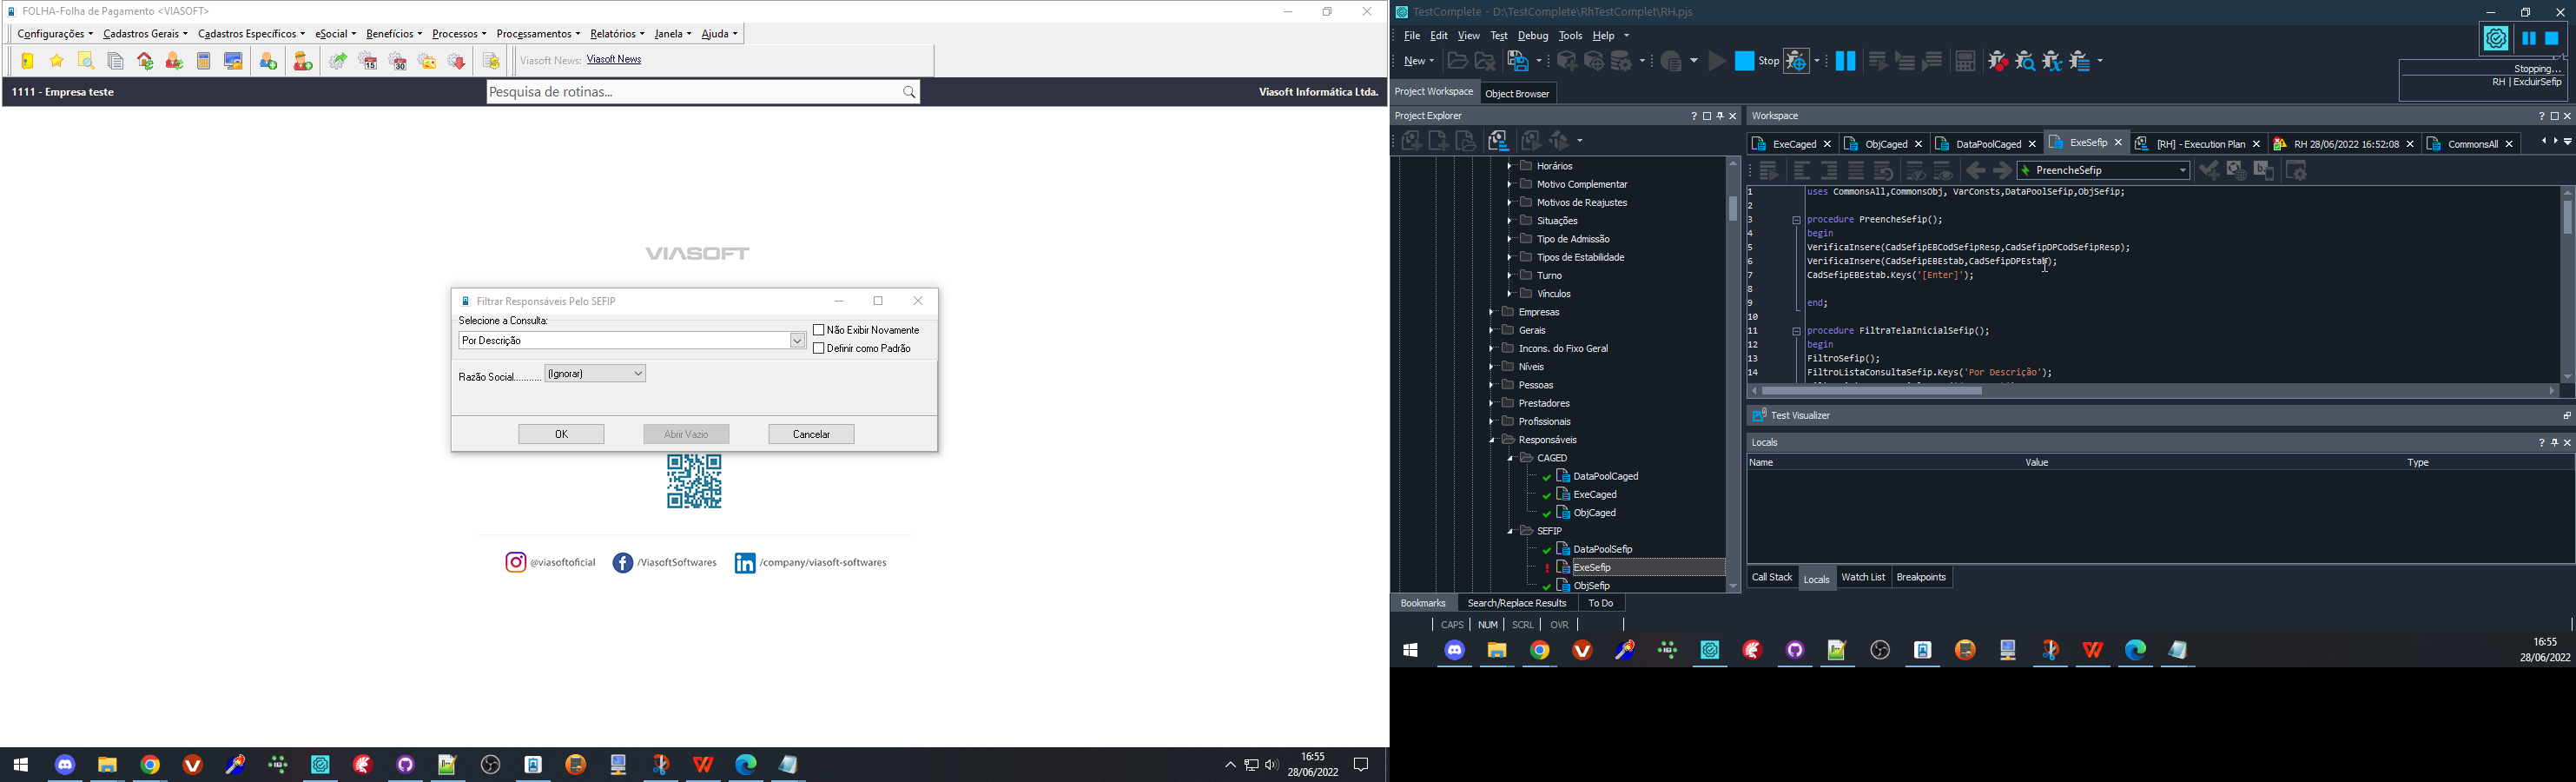 FOLHA-Folha de Pagamento <VIASOFT>
Configurações Cadastros Gerais Cadastros Específicos eSocial Benefícios Processos Processamentos Relatórios Janela Ajuda
15 30
Viasoft News: Viasoft News
1111 - Empresa teste
Pesquisa de rotinas...
Viasoft Informática Ltda.
VIASOFT
Filtrar Responsáveis Pelo SEFIP
Selecione a Consulta:
Por Descrição
Não Exibir Novamente
Definir como Padrão
Razão Social...........
(Ignorar)
OK
Abrir Vazio
Cancelar
@viasoftoficial
/ViasoftSoftwares
/company/viasoft-softwares
16:55
28/06/2022
TestComplete - D:\TestComplete\RhTestComplet\RH.pjs
File Edit View Test Debug Tools Help
New
Stop
Stopping...
RH | ExcluirSefip
Project Workspace
Object Browser
Project Explorer
Horários
Motivo Complementar
Motivos de Reajustes
Situações
Tipo de Admissão
Tipos de Estabilidade
Turno
Vínculos
Empresas
Gerais
Incons. do Fixo Geral
Níveis
Pessoas
Prestadores
Profissionais
Responsáveis
CAGED
DataPoolCaged
ExeCaged
ObjCaged
SEFIP
DataPoolSefip
ExeSefip
ObjSefip
Workspace
ExeCaged
ObjCaged
DataPoolCaged
ExeSefip
[RH] - Execution Plan
RH 28/06/2022 16:52:08
CommonsAll
PreencheSefip
1 uses CommonsAll,CommonsObj, VarConsts,DataPoolSefip,ObjSefip;
2
3 procedure PreencheSefip();
4 begin
5 VerificaInsere(CadSefipEBCodSefipResp,CadSefipDPCodSefipResp);
6 VerificaInsere(CadSefipEBEstab,CadSefipDPEstab);
7 CadSefipEBEstab.Keys('[Enter]');
8
9 end;
10
11 procedure FiltraTelaInicialSefip();
12 begin
13 FiltroSefip();
14 FiltroListaConsultaSefip.Keys('Por Descrição');
Test Visualizer
Locals
Name Value Type
Call Stack Locals Watch List Breakpoints
Bookmarks Search/Replace Results To Do
CAPS NUM SCRL OVR
16:55
28/06/2022